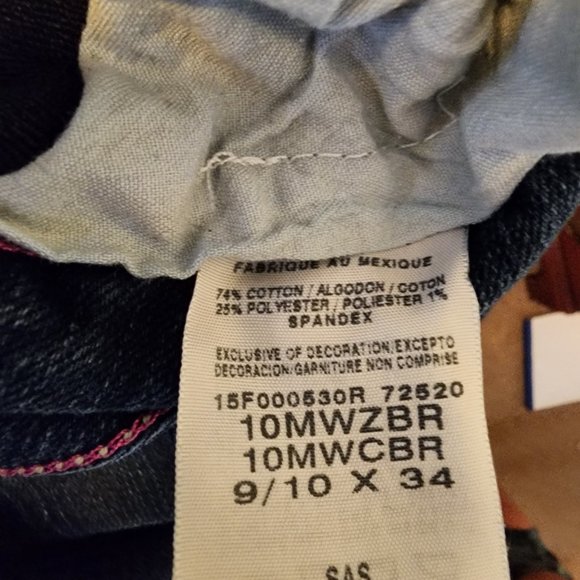 FABRIQUE AU MEXIQUE
74% COTTON / ALGODON / COTON
25% POLYESTER / POLIESTER 1%
SPANDEX
EXCLUSIVE OF DECORATION/EXCEPTO
DECORACION/GARNITURE NON COMPRISE
15F000530R 72520
10MWZBR
10MWCBR
9/10 X 34
SAS